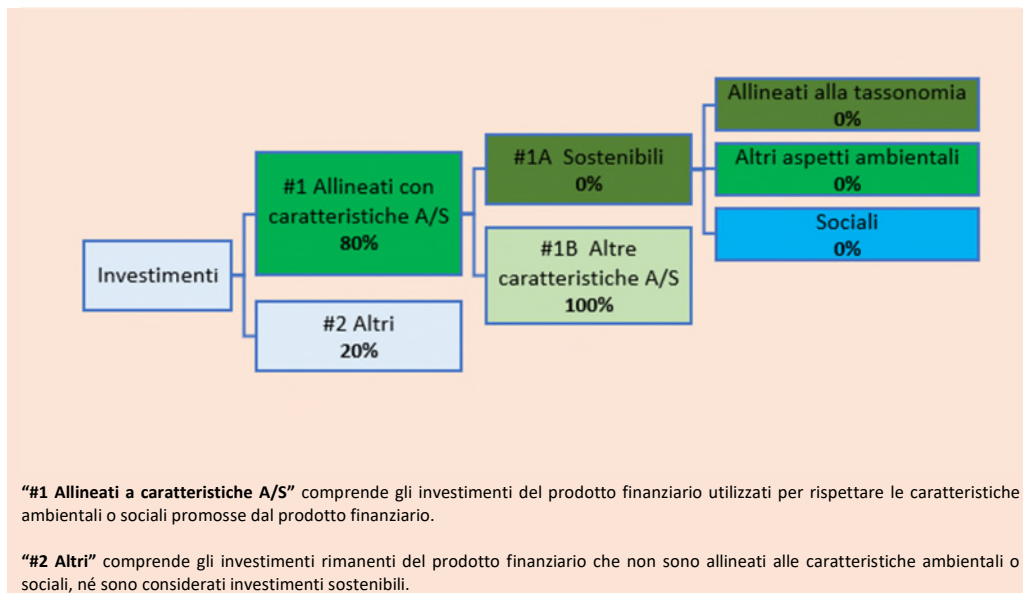 Investimenti
#1 Allineati con
caratteristiche A/S
80%
#2 Altri
20%
#1A Sostenibili
0%
#1B Altre
caratteristiche A/S
100%
Allineati alla tassonomia
0%
Altri aspetti ambientali
0%
Sociali
0%
“#1 Allineati a caratteristiche A/S” comprende gli investimenti del prodotto finanziario utilizzati per rispettare le caratteristiche
ambientali o sociali promosse dal prodotto finanziario.
“#2 Altri” comprende gli investimenti rimanenti del prodotto finanziario che non sono allineati alle caratteristiche ambientali o
sociali, né sono considerati investimenti sostenibili.